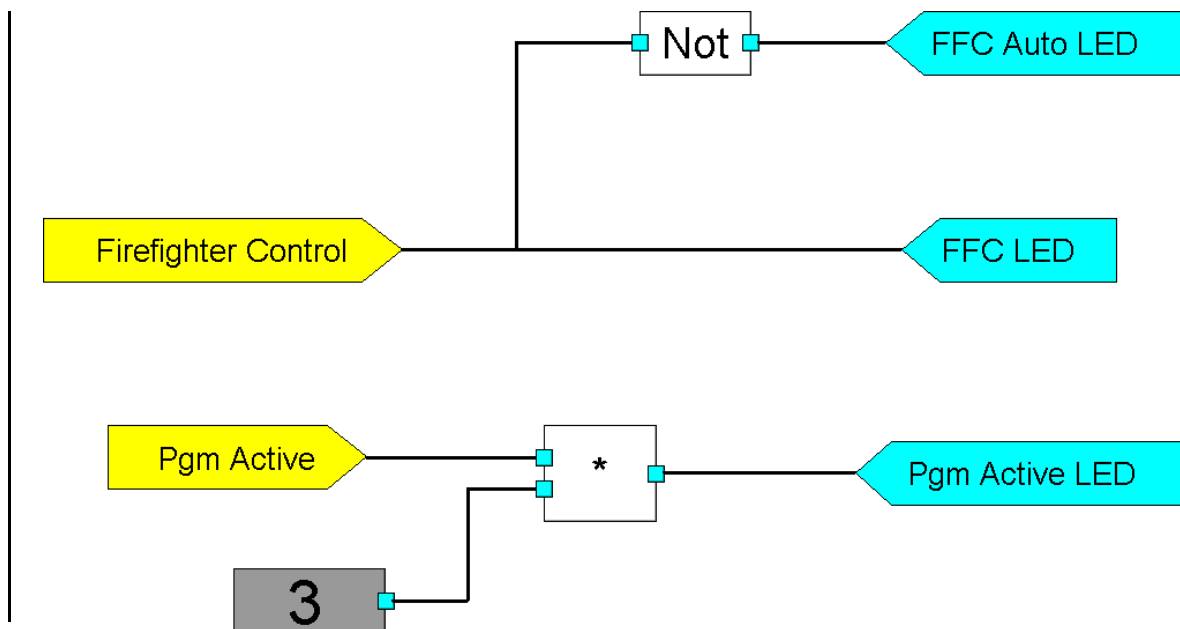 Not
FFC Auto LED
Firefighter Control
FFC LED
Pgm Active
*
Pgm Active LED
3